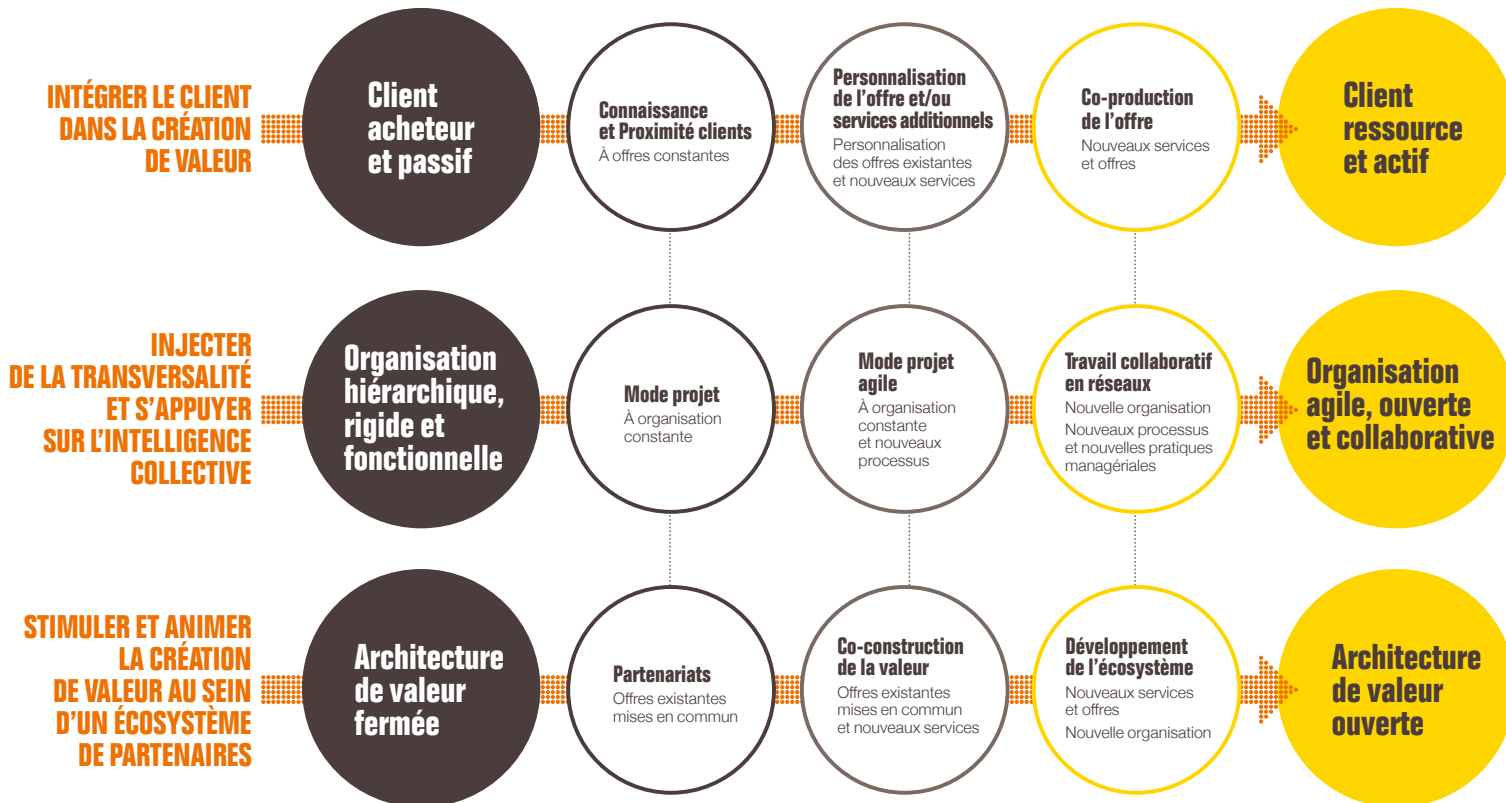 INTÉGRER LE CLIENT
DANS LA CRÉATION
DE VALEUR
Client
acheteur
et passif
Connaissance
et Proximité clients
À offres constantes
Personnalisation
de l'offre et/ou
services additionnels
Personnalisation
des offres existantes
et nouveaux services
Co-production
de l'offre
Nouveaux services
et offres
Client
ressource
et actif
INJECTER
DE LA TRANSVERSALITÉ
ET S'APPUYER
SUR L'INTELLIGENCE
COLLECTIVE
Organisation
hiérarchique,
rigide et
fonctionnelle
Mode projet
À organisation
constante
Mode projet
agile
À organisation
constante
et nouveaux
processus
Travail collaboratif
en réseaux
Nouvelle organisation
Nouveaux processus
et nouvelles pratiques
managériales
Organisation
agile, ouverte
et collaborative
STIMULER ET ANIMER
LA CRÉATION
DE VALEUR AU SEIN
D'UN ÉCOSYSTÈME
DE PARTENAIRES
Architecture
de valeur
fermée
Partenariats
Offres existantes
mises en commun
Co-construction
de la valeur
Offres existantes
mises en commun
et nouveaux services
Développement
de l'écosystème
Nouveaux services
et offres
Nouvelle organisation
Architecture
de valeur
ouverte